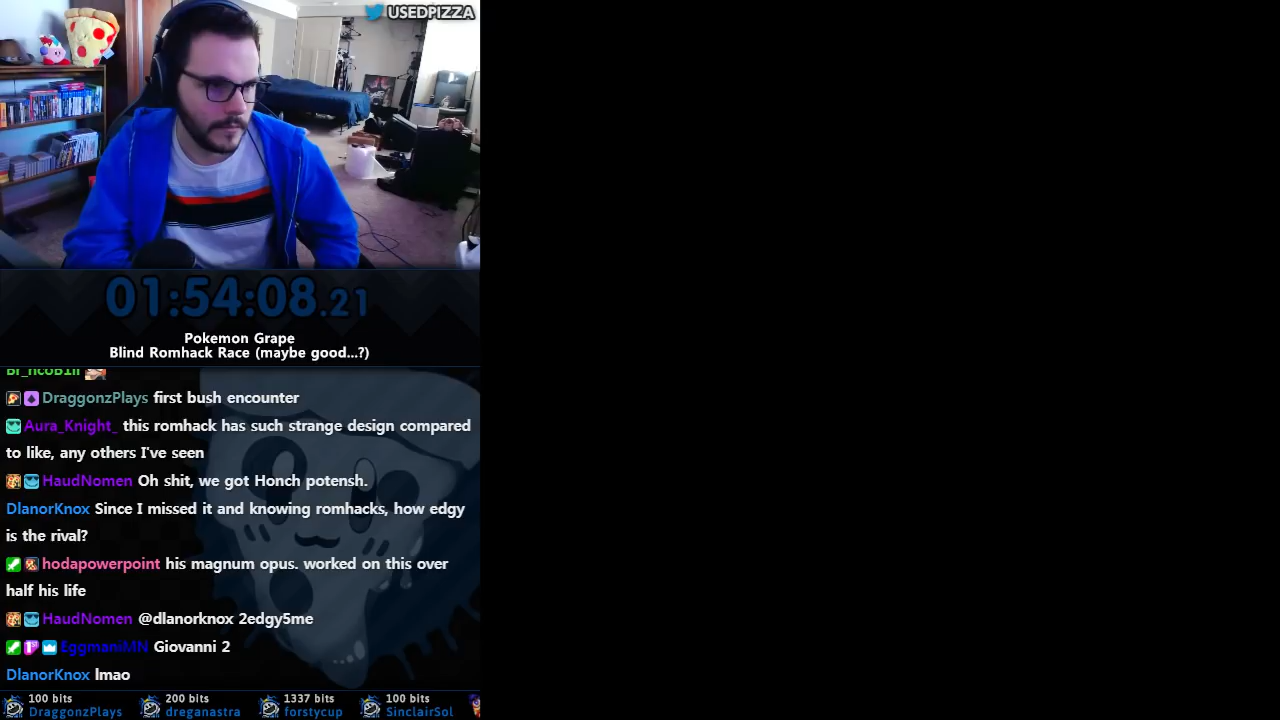 USEDPIZZA
01:54:08.21
Pokemon Grape
Blind Romhack Race (maybe good...?)
DraggonzPlays first bush encounter
Aura_Knight_ this romhack has such strange design compared
to like, any others I've seen
HaudNomen Oh shit, we got Honch potensh.
DlanorKnox Since I missed it and knowing romhacks, how edgy
is the rival?
hodapowerpoint his magnum opus. worked on this over
half his life
HaudNomen @dlanorknox 2edgy5me
EggmaniMN Giovanni 2
DlanorKnox lmao
100 bits 200 bits 1337 bits 100 bits
DraggonzPlays dreganastra forstycup SinclairSol